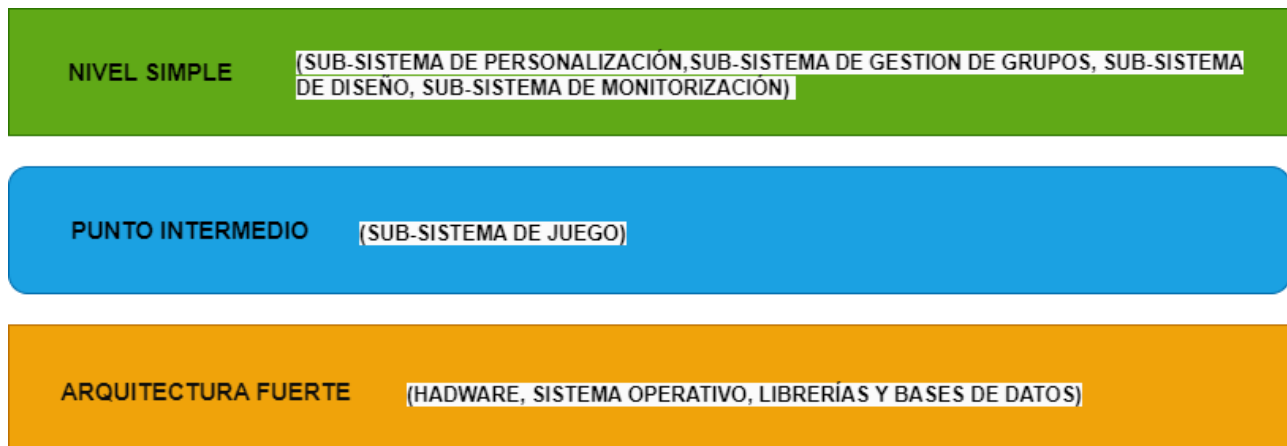 NIVEL SIMPLE
(SUB-SISTEMA DE PERSONALIZACIÓN,SUB-SISTEMA DE GESTION DE GRUPOS, SUB-SISTEMA
DE DISEÑO, SUB-SISTEMA DE MONITORIZACIÓN)
PUNTO INTERMEDIO
(SUB-SISTEMA DE JUEGO)
ARQUITECTURA FUERTE
(HADWARE, SISTEMA OPERATIVO, LIBRERÍAS Y BASES DE DATOS)